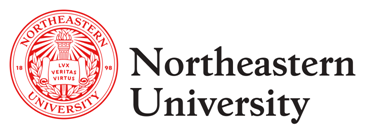 NORTHEASTERN
18 98
LVX
VERITAS
VIRTVS
UNIVERSITY
Northeastern
University